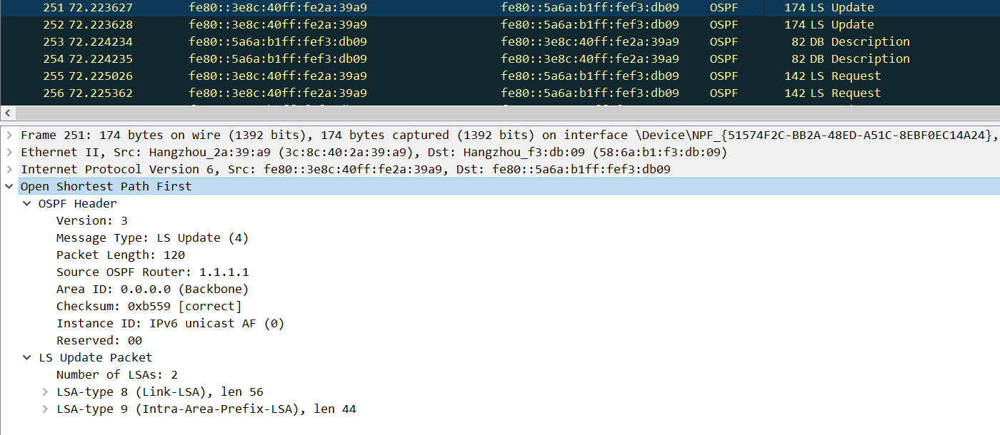 251 72.223627 fe80::3e8c:40ff:fe2a:39a9 fe80::5a6a:b1ff:fef3:db09 OSPF 174 LS Update
252 72.223628 fe80::3e8c:40ff:fe2a:39a9 fe80::5a6a:b1ff:fef3:db09 OSPF 174 LS Update
253 72.224234 fe80::5a6a:b1ff:fef3:db09 fe80::3e8c:40ff:fe2a:39a9 OSPF 82 DB Description
254 72.224235 fe80::5a6a:b1ff:fef3:db09 fe80::3e8c:40ff:fe2a:39a9 OSPF 82 DB Description
255 72.225026 fe80::3e8c:40ff:fe2a:39a9 fe80::5a6a:b1ff:fef3:db09 OSPF 142 LS Request
256 72.225362 fe80::3e8c:40ff:fe2a:39a9 fe80::5a6a:b1ff:fef3:db09 OSPF 142 LS Request
Frame 251: 174 bytes on wire (1392 bits), 174 bytes captured (1392 bits) on interface \Device\NPF_{51574F2C-BB2A-48ED-A51C-8EBF0EC14A24},
Ethernet II, Src: Hangzhou_2a:39:a9 (3c:8c:40:2a:39:a9), Dst: Hangzhou_f3:db:09 (58:6a:b1:f3:db:09)
Internet Protocol Version 6, Src: fe80::3e8c:40ff:fe2a:39a9, Dst: fe80::5a6a:b1ff:fef3:db09
Open Shortest Path First
OSPF Header
Version: 3
Message Type: LS Update (4)
Packet Length: 120
Source OSPF Router: 1.1.1.1
Area ID: 0.0.0.0 (Backbone)
Checksum: 0xb559 [correct]
Instance ID: IPv6 unicast AF (0)
Reserved: 00
LS Update Packet
Number of LSAs: 2
LSA-type 8 (Link-LSA), len 56
LSA-type 9 (Intra-Area-Prefix-LSA), len 44